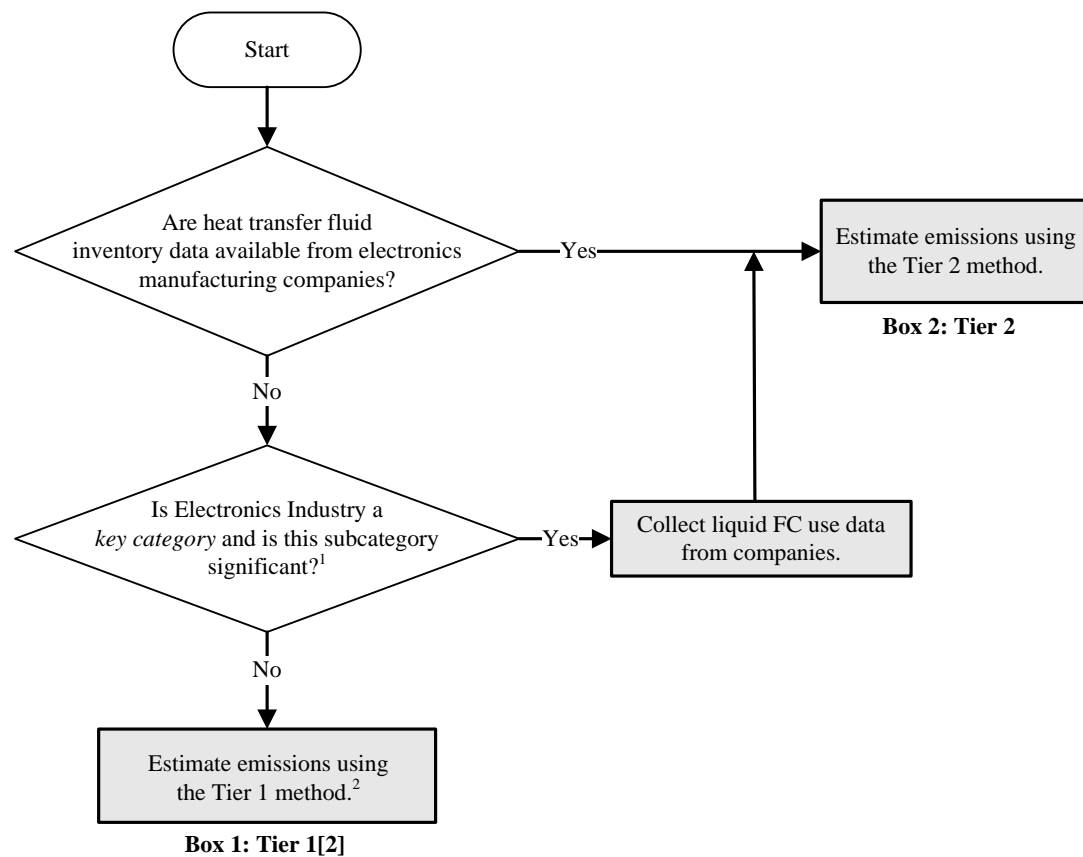 Start
Are heat transfer fluid
inventory data available from electronics
manufacturing companies?
Yes
Estimate emissions using
the Tier 2 method.
Box 2: Tier 2
No
Is Electronics Industry a
key category and is this subcategory
significant?¹
Yes
Collect liquid FC use data
from companies.
No
Estimate emissions using
the Tier 1 method.²
Box 1: Tier 1[2]